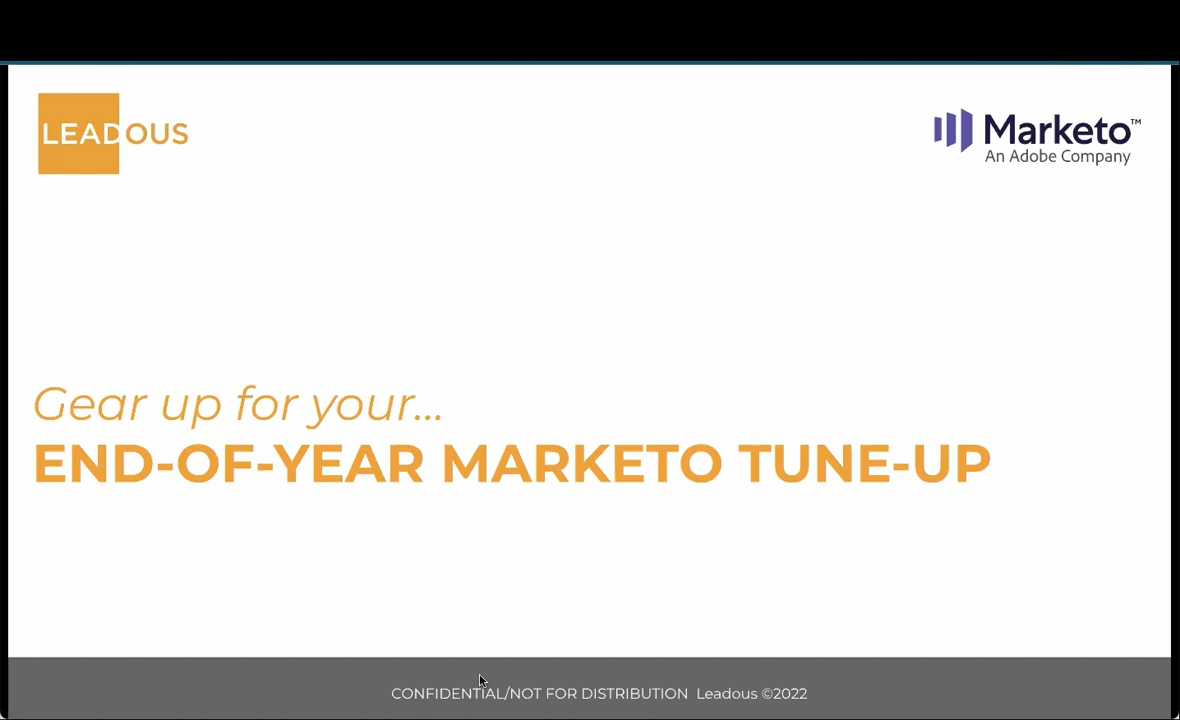 LEADOUS
Marketo™
An Adobe Company
Gear up for your...
END-OF-YEAR MARKETO TUNE-UP
CONFIDENTIAL/NOT FOR DISTRIBUTION Leadous ©2022